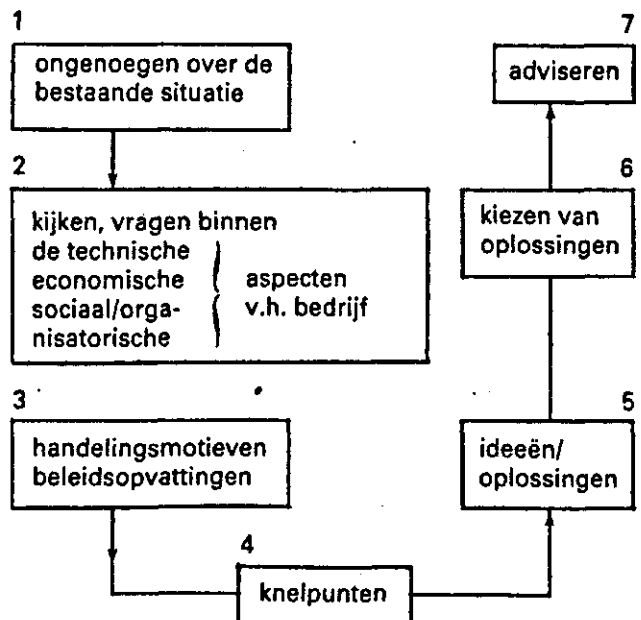 1
ongenoegen over de
bestaande situatie
2
kijken, vragen binnen
de technische
economische
sociaal/orga-
nisatorische
aspecten
v.h. bedrijf
3
handelingsmotieven
beleidsopvattingen
4
knelpunten
5
ideeën/
oplossingen
6
kiezen van
oplossingen
7
adviseren